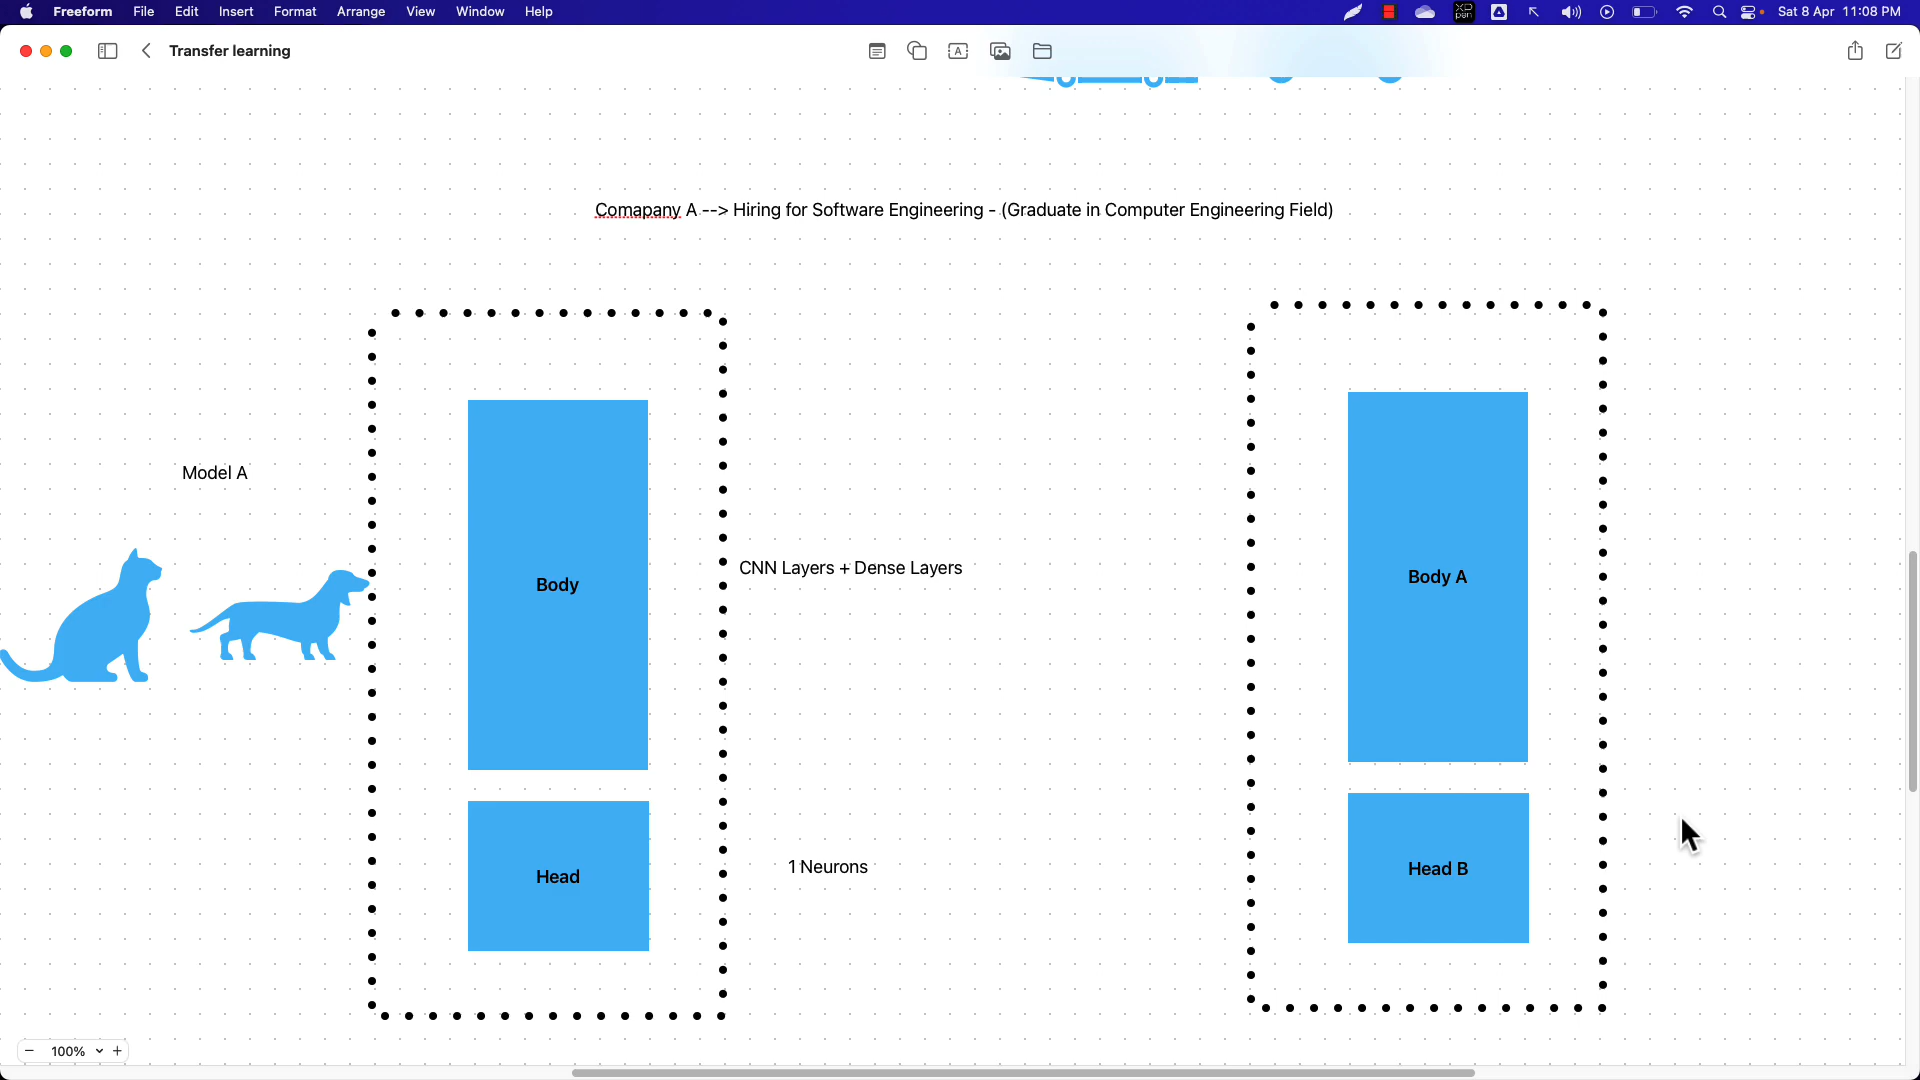 Freeform File Edit Insert Format Arrange View Window Help XP pen A Sat 8 Apr 11:08 PM
Transfer learning A
Comapany A --> Hiring for Software Engineering - (Graduate in Computer Engineering Field)
Model A
Body
CNN Layers + Dense Layers
Body A
Head
1 Neurons
Head B
− 100% +